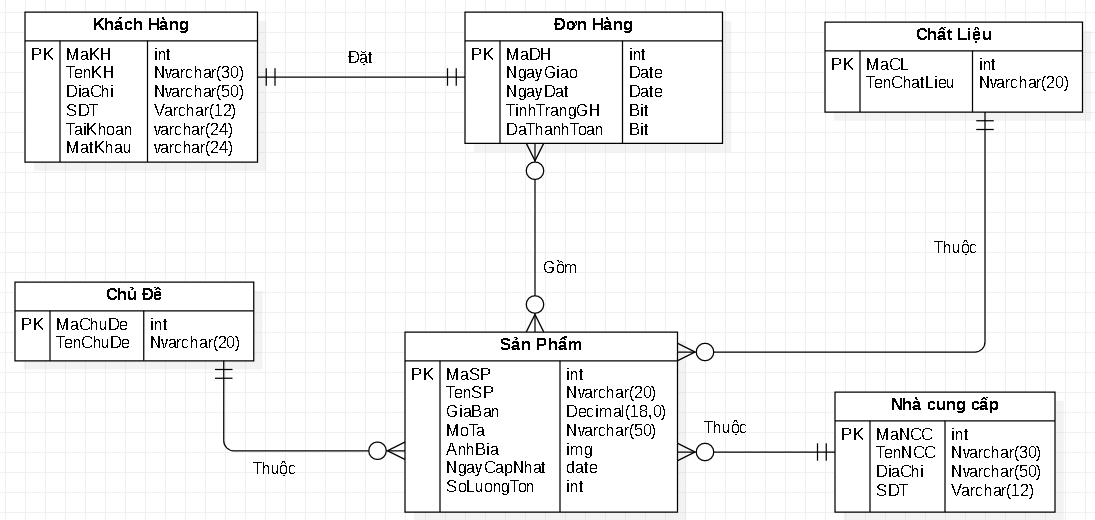 Khách Hàng
PK MaKH int
TenKH Nvarchar(30)
DiaChi Nvarchar(50)
SDT Varchar(12)
TaiKhoan varchar(24)
MatKhau varchar(24)
Đặt
Đơn Hàng
PK MaDH int
NgayGiao Date
NgayDat Date
TinhTrangGH Bit
DaThanhToan Bit
Chất Liệu
PK MaCL int
TenChatLieu Nvarchar(20)
Thuộc
Gồm
Chủ Đề
PK MaChuDe int
TenChuDe Nvarchar(20)
Thuộc
Sản Phẩm
PK MaSP int
TenSP Nvarchar(20)
GiaBan Decimal(18,0)
MoTa Nvarchar(50)
AnhBia img
NgayCapNhat date
SoLuongTon int
Thuộc
Nhà cung cấp
PK MaNCC int
TenNCC Nvarchar(30)
DiaChi Nvarchar(50)
SDT Varchar(12)